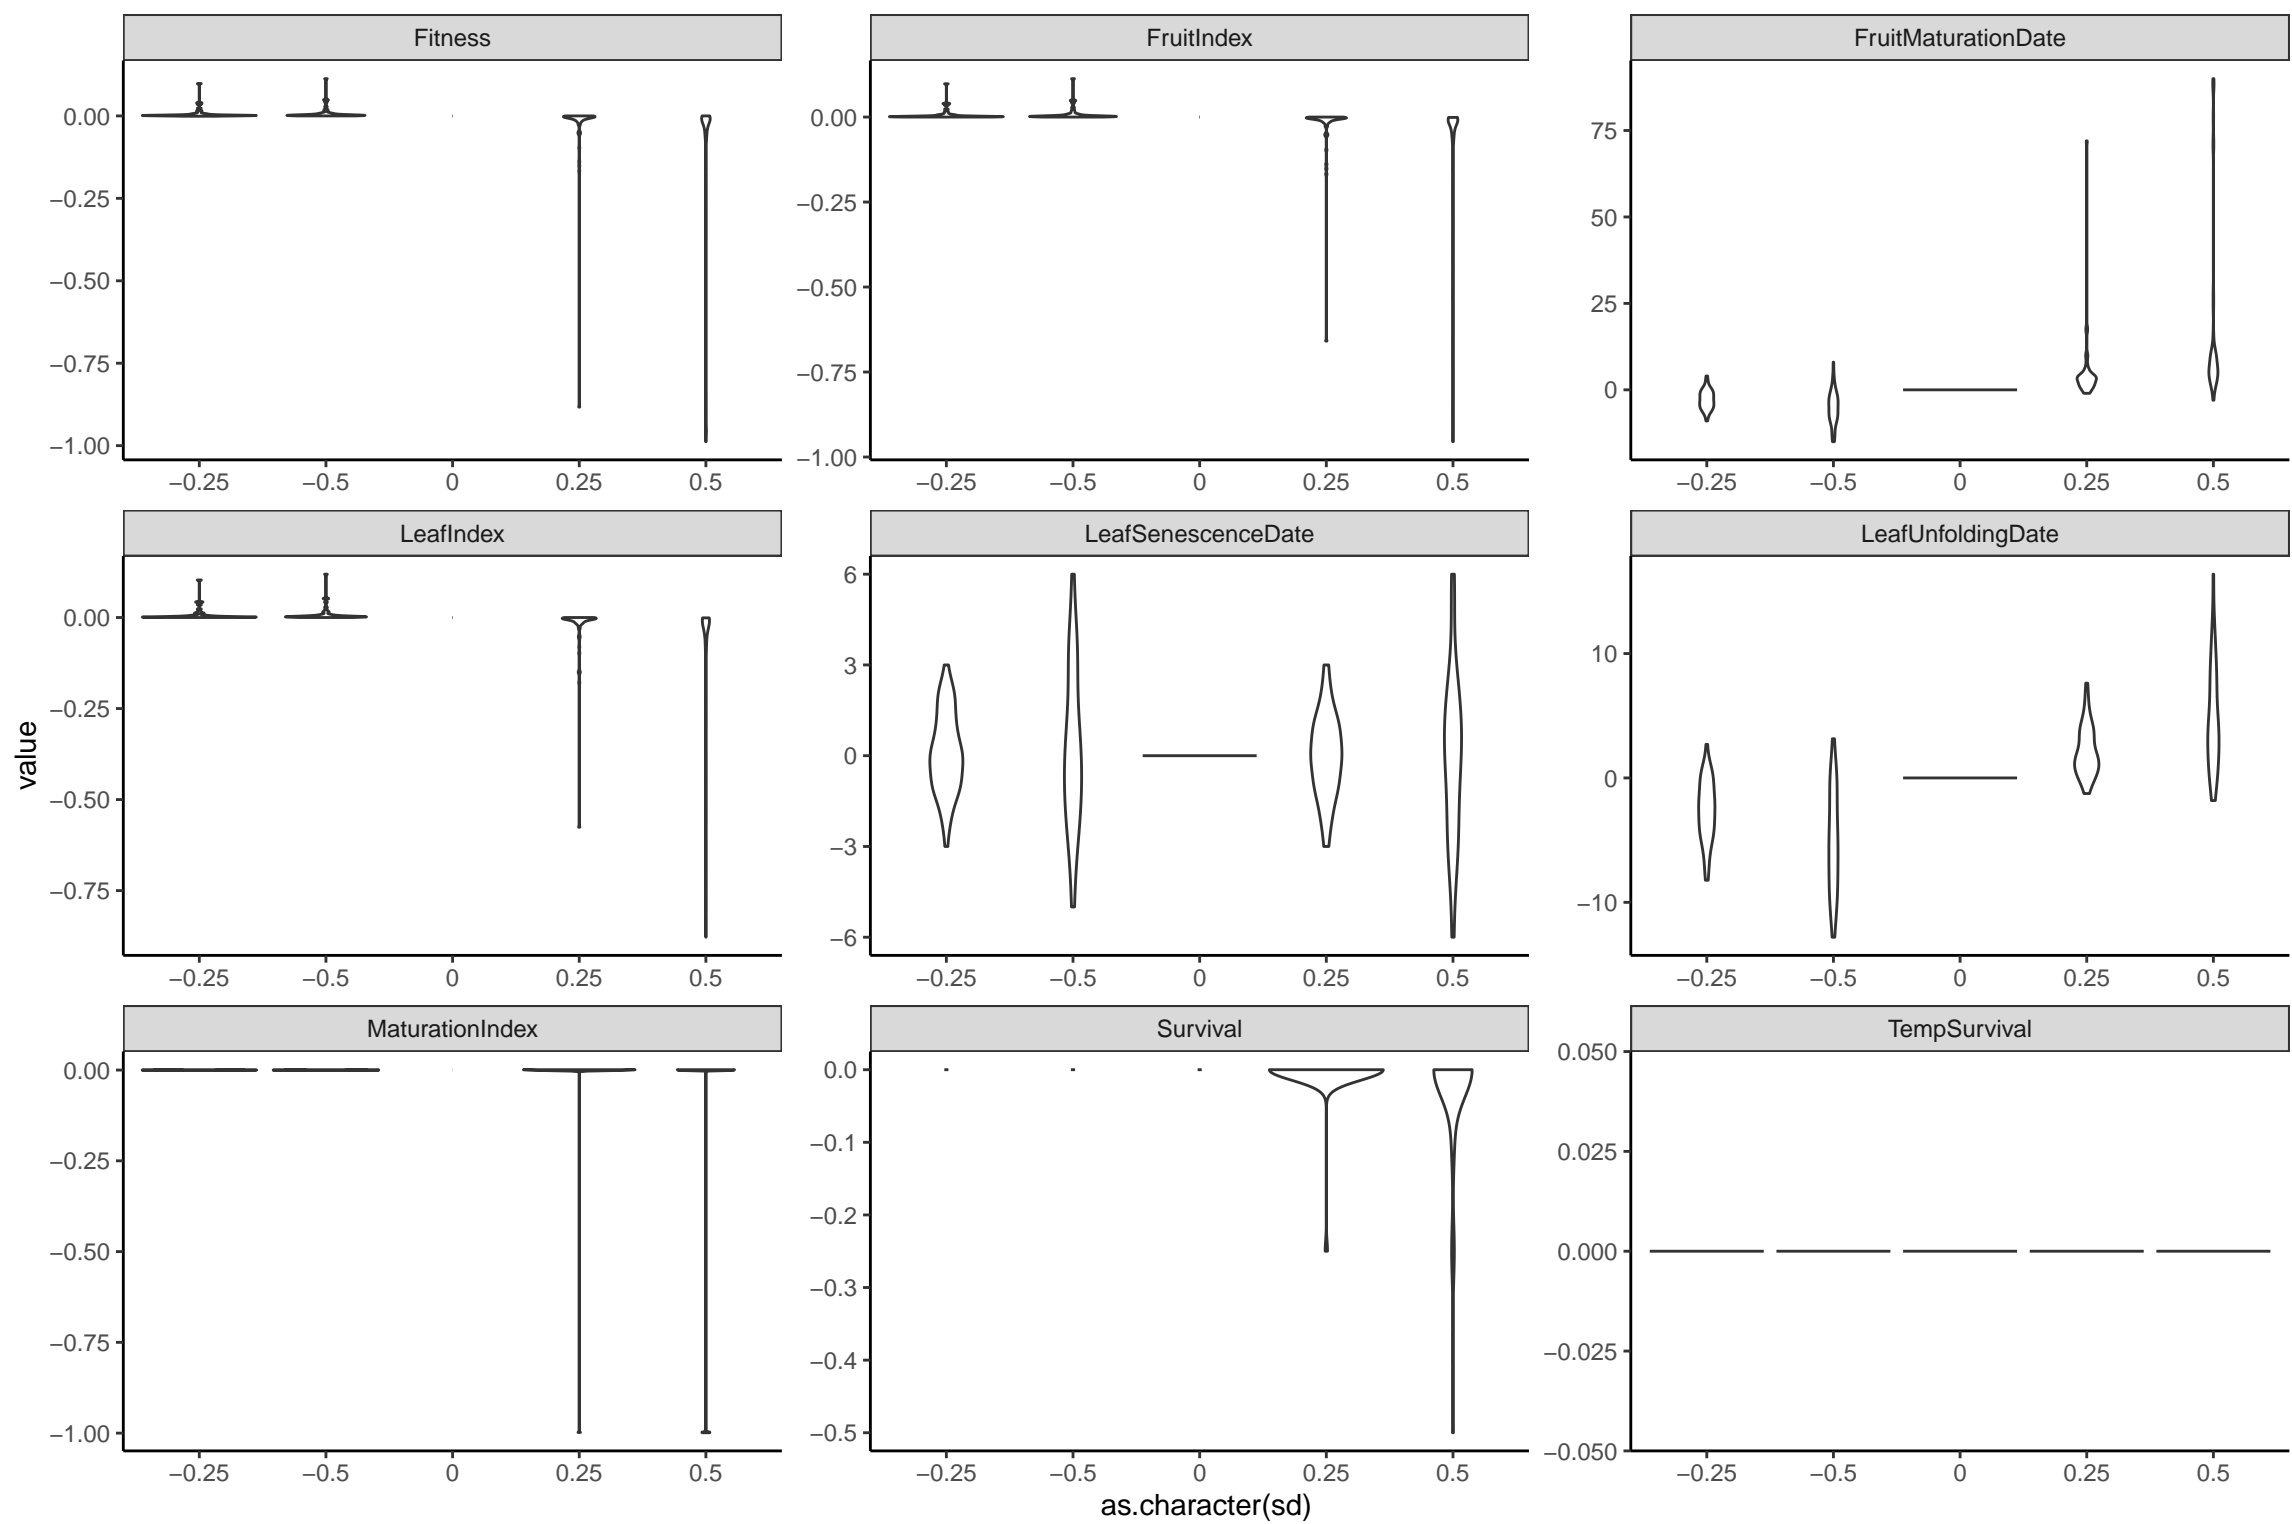 Fitness
FruitIndex
FruitMaturationDate
0.00
−0.25
−0.50
−0.75
−1.00
−0.25 −0.5 0 0.25 0.5
0.00
−0.25
−0.50
−0.75
−1.00
−0.25 −0.5 0 0.25 0.5
75
50
25
0
−0.25 −0.5 0 0.25 0.5
LeafIndex
LeafSenescenceDate
LeafUnfoldingDate
value
0.00
−0.25
−0.50
−0.75
−0.25 −0.5 0 0.25 0.5
6
3
0
−3
−6
−0.25 −0.5 0 0.25 0.5
10
0
−10
−0.25 −0.5 0 0.25 0.5
MaturationIndex
Survival
TempSurvival
0.00
−0.25
−0.50
−0.75
−1.00
−0.25 −0.5 0 0.25 0.5
0.0
−0.1
−0.2
−0.3
−0.4
−0.5
−0.25 −0.5 0 0.25 0.5
0.050
0.025
0.000
−0.025
−0.050
−0.25 −0.5 0 0.25 0.5
as.character(sd)